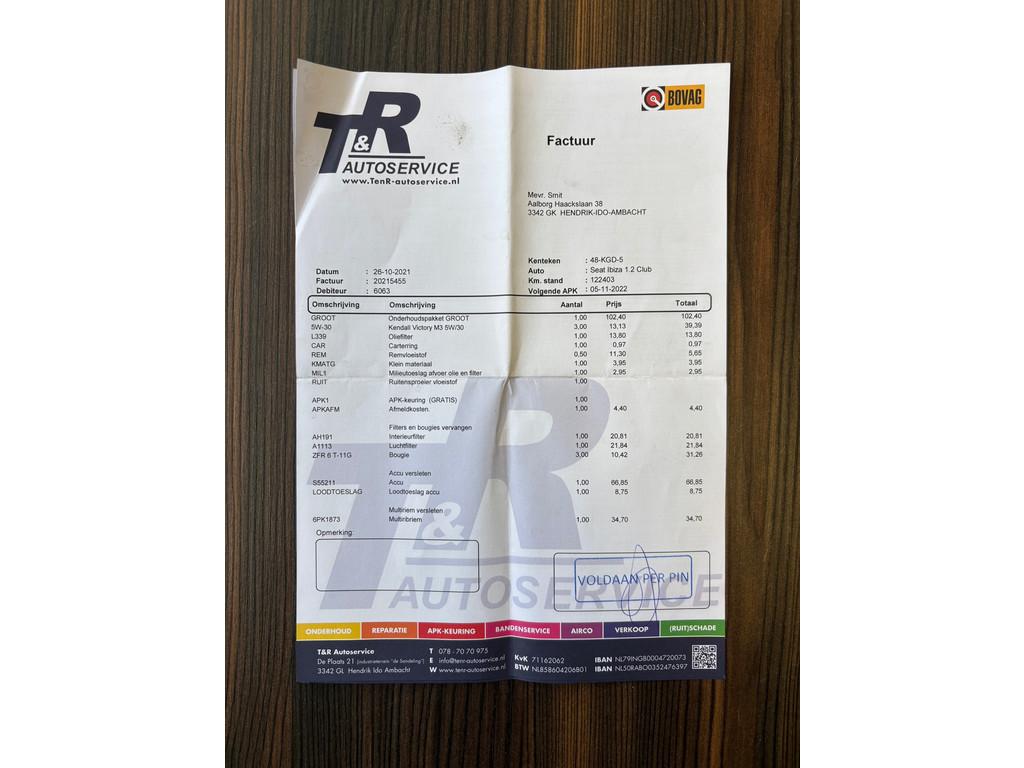 T&R
AUTOSERVICE
www.TenR-autoservice.nl
BOVAG
Factuur
Mevr. Smit
Aalborg Haackslaan 38
3342 GK HENDRIK-IDO-AMBACHT
Kenteken : 48-KGD-5
Datum : 26-10-2021 Auto : Seat Ibiza 1.2 Club
Factuur : 20215455 Km. stand : 122403
Debiteur : 6063 Volgende APK : 05-11-2022
Omschrijving Omschrijving Aantal Prijs Totaal
GROOT Onderhoudspakket GROOT 1,00 102,40 102,40
5W-30 Kendall Victory M3 5W/30 3,00 13,13 39,39
L339 Oliefilter 1,00 13,80 13,80
CAR Carterring 1,00 0,97 0,97
REM Remvloeistof 0,50 11,30 5,65
KMATG Klein materiaal 1,00 3,95 3,95
MIL1 Milieutoeslag afvoer olie en filter 1,00 2,95 2,95
RUIT Ruitensproeier vloeistof 1,00
APK1 APK-keuring (GRATIS) 1,00
APKAFM Afmeldkosten. 1,00 4,40 4,40
Filters en bougies vervangen
AH191 Interieurfilter 1,00 20,81 20,81
A1113 Luchtfilter 1,00 21,84 21,84
ZFR 6 T-11G Bougie 3,00 10,42 31,26
Accu versleten
S55211 Accu 1,00 66,85 66,85
LOODTOESLAG Loodtoeslag accu 1,00 8,75 8,75
Multiriem versleten
6PK1873 Multiribriem 1,00 34,70 34,70
Opmerking:
VOLDAAN PER PIN
T&R
AUTOSERVICE
ONDERHOUD REPARATIE APK-KEURING BANDENSERVICE AIRCO VERKOOP (RUIT)SCHADE
T&R Autoservice T 078 - 70 70 975 KvK 71162062 IBAN NL79INGB0004720073
De Plaats 21 (industrieterrein "de Sandeling") E info@tenr-autoservice.nl BTW NL858604206B01 IBAN NL50RABO0352476397
3342 GL Hendrik Ido Ambacht W www.tenr-autoservice.nl